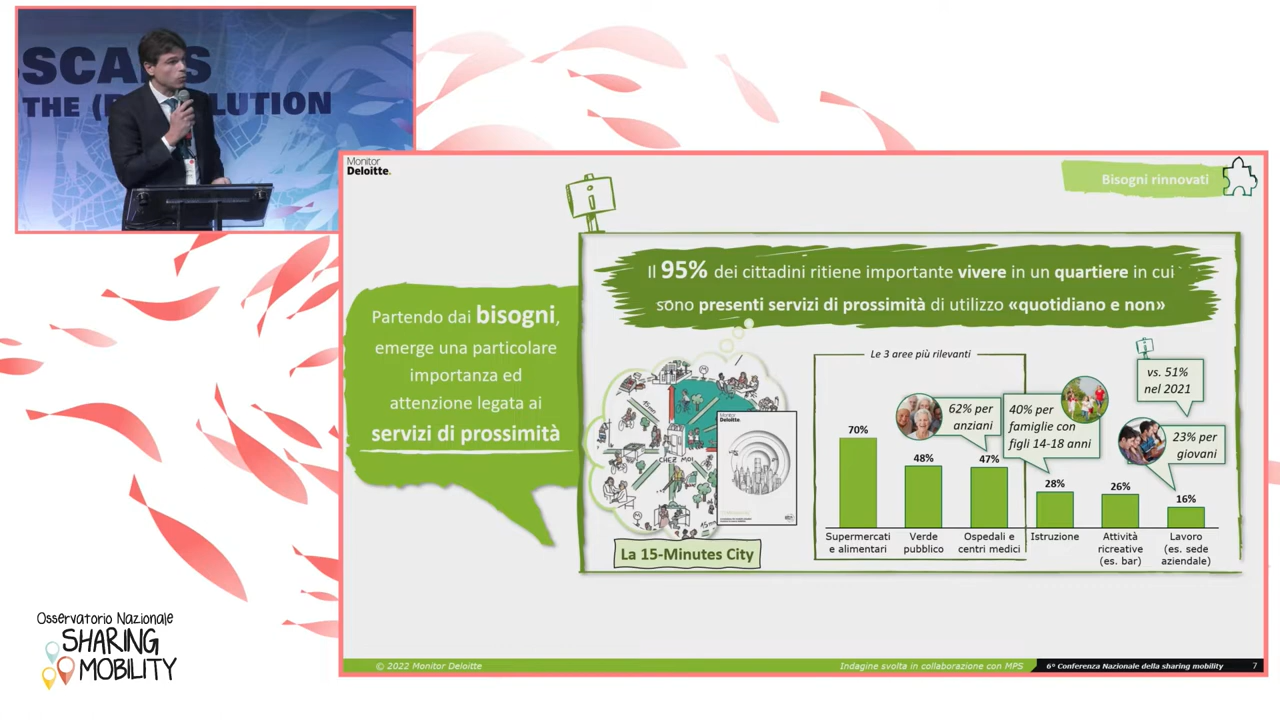 THE
LUTION
Monitor
Deloitte.
Bisogni rinnovati
Il 95% dei cittadini ritiene importante vivere in un quartiere in cui
sono presenti servizi di prossimità di utilizzo «quotidiano e non»
Partendo dai bisogni,
emerge una particolare
importanza ed
attenzione legata ai
servizi di prossimità
CHEZ MOI
15mn
Monitor
Deloitte.
La 15-Minutes City
Le 3 aree più rilevanti
vs. 51%
nel 2021
62% per
anziani
40% per
famiglie con
figli 14-18 anni
23% per
giovani
70%
48%
47%
28%
26%
16%
Supermercati
e alimentari
Verde
pubblico
Ospedali e
centri medici
Istruzione
Attività
ricreative
(es. bar)
Lavoro
(es. sede
aziendale)
Osservatorio Nazionale
SHARING
MOBILITY
© 2022 Monitor Deloitte
Indagine svolta in collaborazione con MPS
6° Conferenza Nazionale della sharing mobility
7